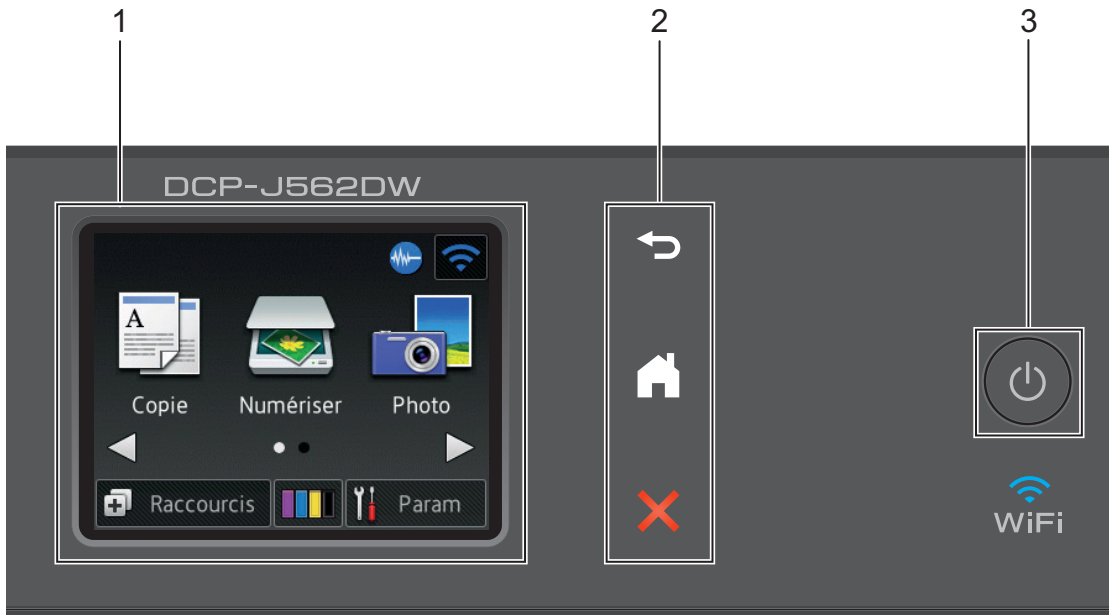 1 2 3
DCP-J562DW
A
Copie Numériser Photo
Raccourcis Param
WiFi